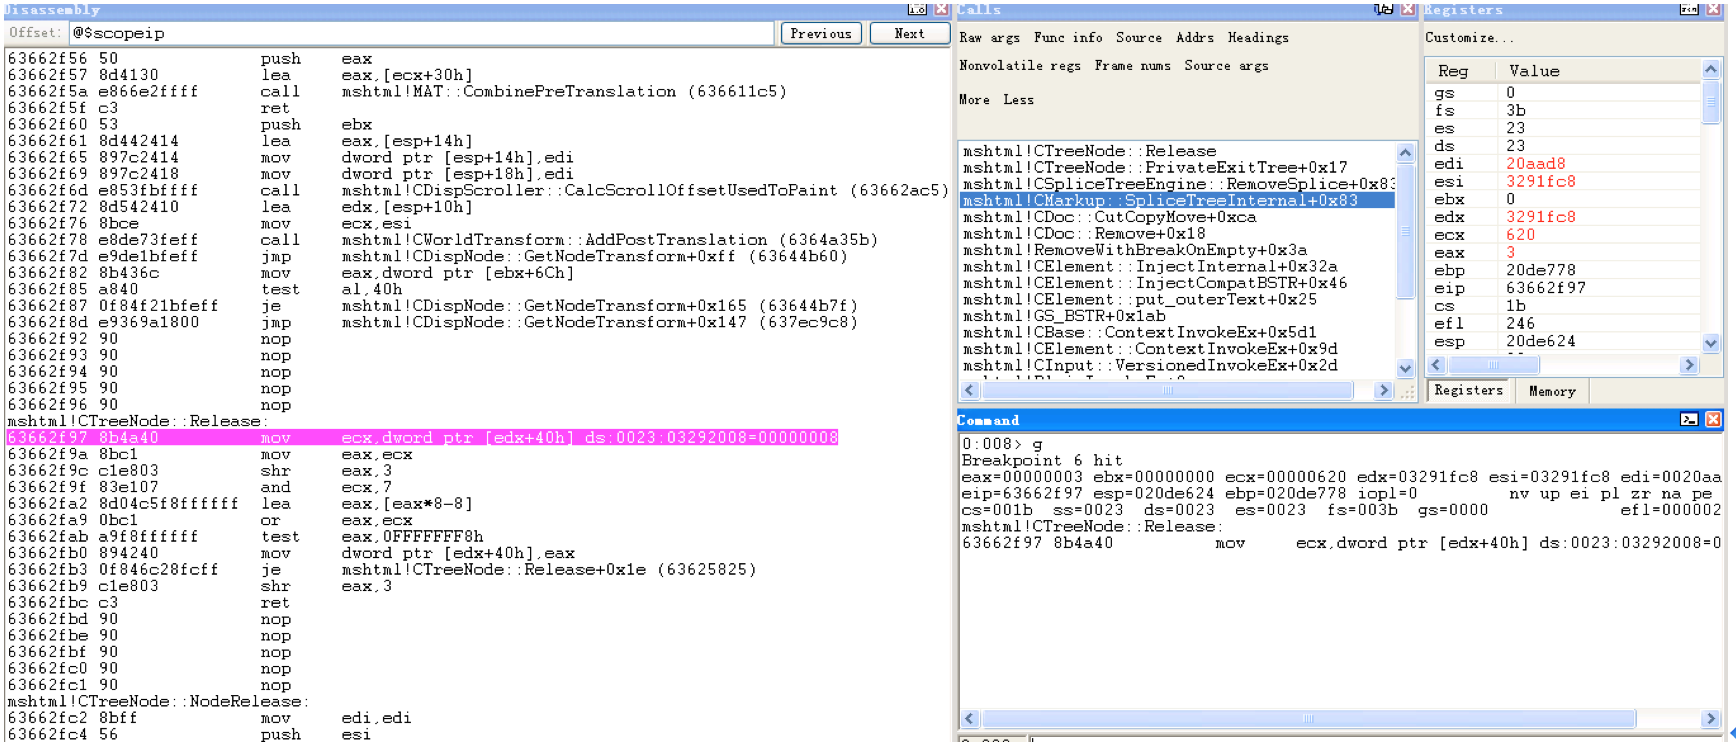 Disassembly
Offset: @$scopeip Previous Next
63662f56 50 push eax
63662f57 8d4130 lea eax,[ecx+30h]
63662f5a e866e2ffff call mshtml!MAT::CombinePreTranslation (636611c5)
63662f5f c3 ret
63662f60 53 push ebx
63662f61 8d442414 lea eax,[esp+14h]
63662f65 897c2414 mov dword ptr [esp+14h],edi
63662f69 897c2418 mov dword ptr [esp+18h],edi
63662f6d e853fbffff call mshtml!CDispScroller::CalcScrollOffsetUsedToPaint (63662ac5)
63662f72 8d542410 lea edx,[esp+10h]
63662f76 8bce mov ecx,esi
63662f78 e8de73feff call mshtml!CWorldTransform::AddPostTranslation (6364a35b)
63662f7d e9de1bfeff jmp mshtml!CDispNode::GetNodeTransform+0xff (63644b60)
63662f82 8b436c mov eax,dword ptr [ebx+6Ch]
63662f85 a840 test al,40h
63662f87 0f84f21bfeff je mshtml!CDispNode::GetNodeTransform+0x165 (63644b7f)
63662f8d e9369a1800 jmp mshtml!CDispNode::GetNodeTransform+0x147 (637ec9c8)
63662f92 90 nop
63662f93 90 nop
63662f94 90 nop
63662f95 90 nop
63662f96 90 nop
mshtml!CTreeNode::Release:
63662f97 8b4a40 mov ecx,dword ptr [edx+40h] ds:0023:03292008=00000008
63662f9a 8bc1 mov eax,ecx
63662f9c c1e803 shr eax,3
63662f9f 83e107 and ecx,7
63662fa2 8d04c5f8ffffff lea eax,[eax*8-8]
63662fa9 0bc1 or eax,ecx
63662fab a9f8ffffff test eax,0FFFFFFF8h
63662fb0 894240 mov dword ptr [edx+40h],eax
63662fb3 0f846c28fcff je mshtml!CTreeNode::Release+0x1e (63625825)
63662fb9 c1e803 shr eax,3
63662fbc c3 ret
63662fbd 90 nop
63662fbe 90 nop
63662fbf 90 nop
63662fc0 90 nop
63662fc1 90 nop
mshtml!CTreeNode::NodeRelease:
63662fc2 8bff mov edi,edi
63662fc4 56 push esi
Calls
Raw args Func info Source Addrs Headings
Nonvolatile regs Frame nums Source args
More Less
mshtml!CTreeNode::Release
mshtml!CTreeNode::PrivateExitTree+0x17
mshtml!CSpliceTreeEngine::RemoveSplice+0x83
mshtml!CMarkup::SpliceTreeInternal+0x83
mshtml!CDoc::CutCopyMove+0xca
mshtml!CDoc::Remove+0x18
mshtml!RemoveWithBreakOnEmpty+0x3a
mshtml!CElement::InjectInternal+0x32a
mshtml!CElement::InjectCompatBSTR+0x46
mshtml!CElement::put_outerText+0x25
mshtml!GS_BSTR+0x1ab
mshtml!CBase::ContextInvokeEx+0x5d1
mshtml!CElement::ContextInvokeEx+0x9d
mshtml!CInput::VersionedInvokeEx+0x2d
Registers
Customize...
Reg Value
gs 0
fs 3b
es 23
ds 23
edi 20aad8
esi 3291fc8
ebx 0
edx 3291fc8
ecx 620
eax 3
ebp 20de778
eip 63662f97
cs 1b
efl 246
esp 20de624
Registers Memory
Command
0:008> g
Breakpoint 6 hit
eax=00000003 ebx=00000000 ecx=00000620 edx=03291fc8 esi=03291fc8 edi=0020aa
eip=63662f97 esp=020de624 ebp=020de778 iopl=0 nv up ei pl zr na pe
cs=001b ss=0023 ds=0023 es=0023 fs=003b gs=0000 efl=000002
mshtml!CTreeNode::Release:
63662f97 8b4a40 mov ecx,dword ptr [edx+40h] ds:0023:03292008=0